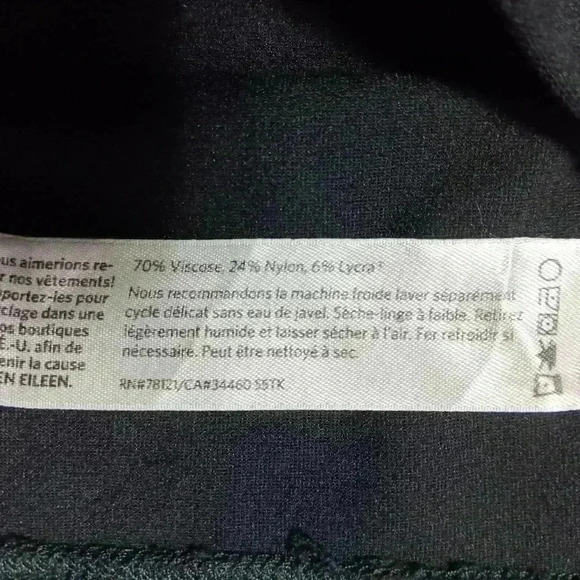 us aimerions re-
r nos vêtements!
portez-les pour
clage dans une
os boutiques
É.-U. afin de
enir la cause
EN EILEEN.
70% Viscose, 24% Nylon, 6% Lycra®
Nous recommandons la machine froide laver séparément
cycle délicat sans eau de javel. Sèche-linge à faible. Retirez
légèrement humide et laisser sécher à l'air. Fer refroidir si
nécessaire. Peut être nettoyé à sec.
RN#78121/CA#34460 S5TK